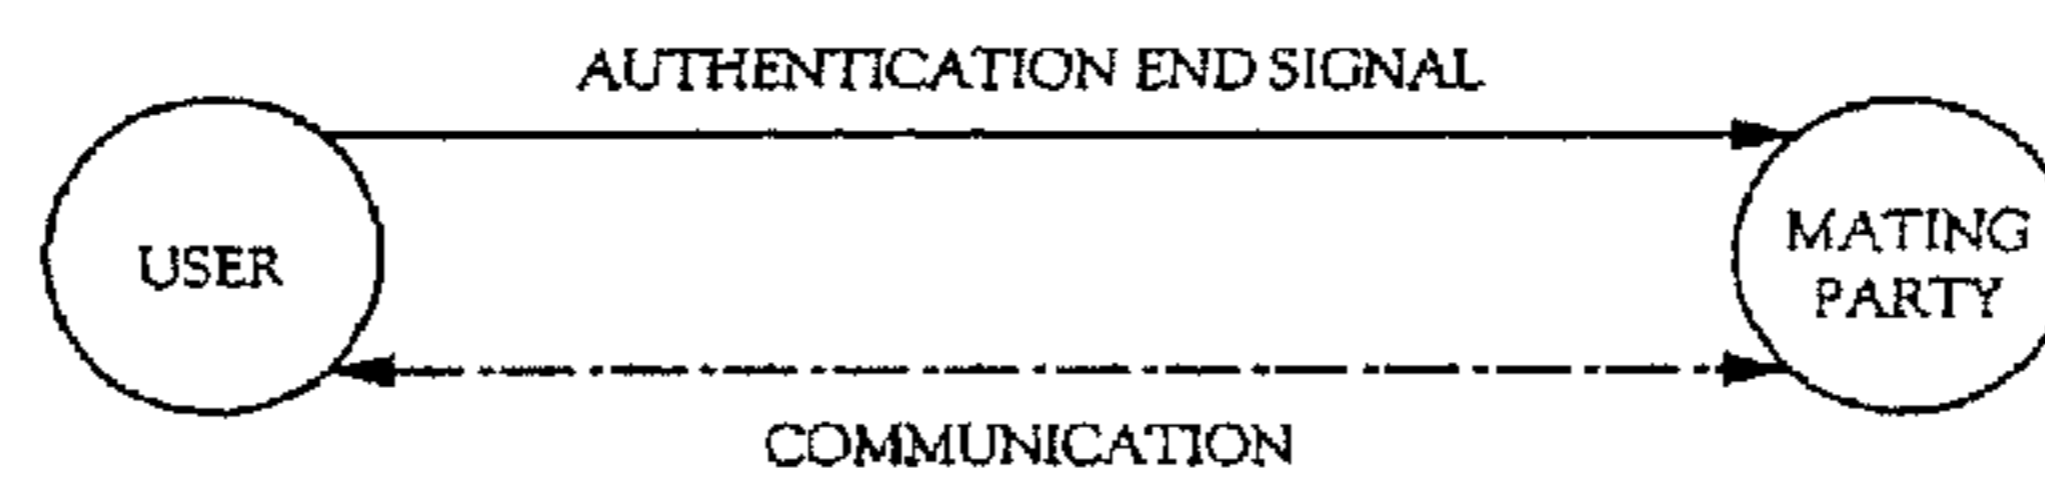 AUTHENTICATION END SIGNAL
USER
MATING
PARTY
COMMUNICATION